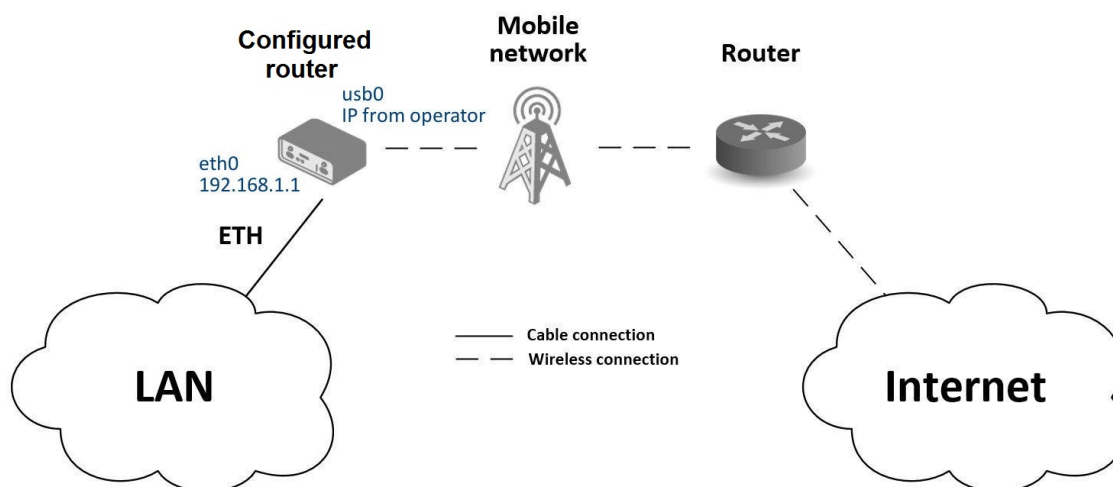 Configured
router
usb0
IP from operator
eth0
192.168.1.1
ETH
Mobile
network
Router
LAN
Cable connection
Wireless connection
Internet